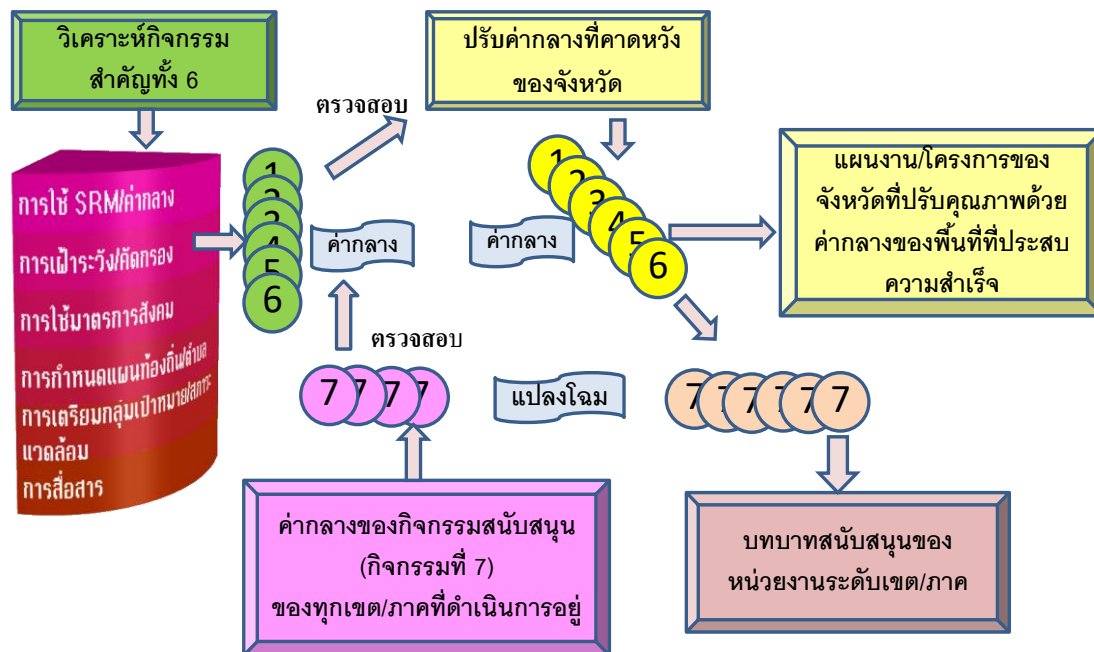 วิเคราะห์กิจกรรม
สำคัญทั้ง 6
ตรวจสอบ
ปรับค่ากลางที่คาดหวัง
ของจังหวัด
การใช้ SRM/ค่ากลาง
การเฝ้าระวัง/คัดกรอง
การใช้มาตรการสังคม
การกำหนดแผนท้องถิ่น/ตำบล
การเตรียมกลุ่มเป้าหมาย/สภาวะ
แวดล้อม
การสื่อสาร
1
2
3
4
5
6
ค่ากลาง
ค่ากลาง
1
2
3
4
5
6
แผนงาน/โครงการของ
จังหวัดที่ปรับคุณภาพด้วย
ค่ากลางของพื้นที่ที่ประสบ
ความสำเร็จ
ตรวจสอบ
7 7 7 7
แปลงโฉม
7 7 7 7 7 7
ค่ากลางของกิจกรรมสนับสนุน
(กิจกรรมที่ 7)
ของทุกเขต/ภาคที่ดำเนินการอยู่
บทบาทสนับสนุนของ
หน่วยงานระดับเขต/ภาค